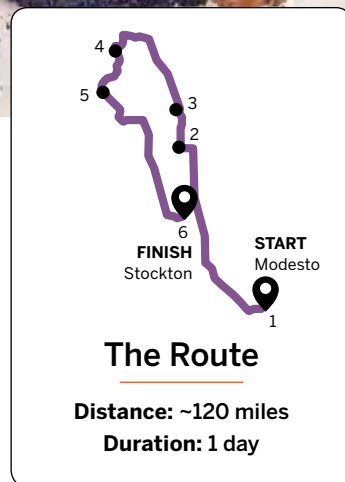 4
5
3
2
6
FINISH
Stockton
START
Modesto
1
The Route
Distance: ~120 miles
Duration: 1 day